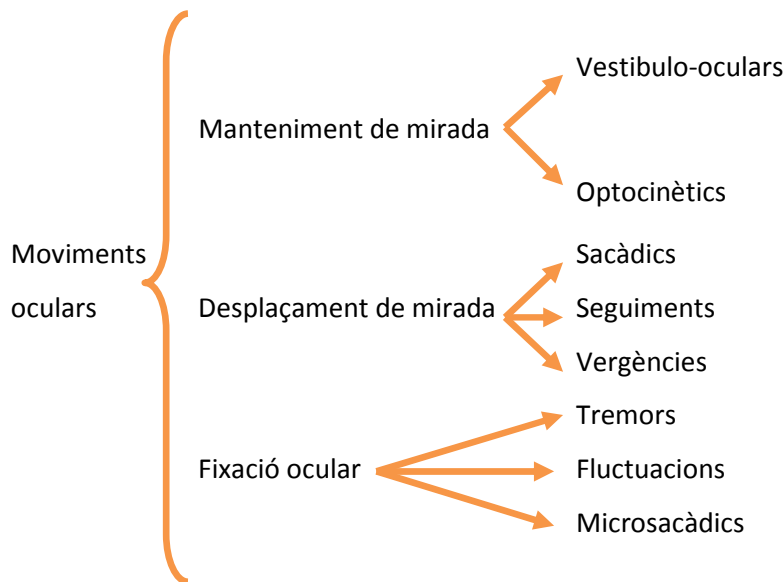 Moviments
oculars
Manteniment de mirada
Vestibulo-oculars
Optocinètics
Desplaçament de mirada
Sacàdics
Seguiments
Vergències
Fixació ocular
Tremors
Fluctuacions
Microsacàdics